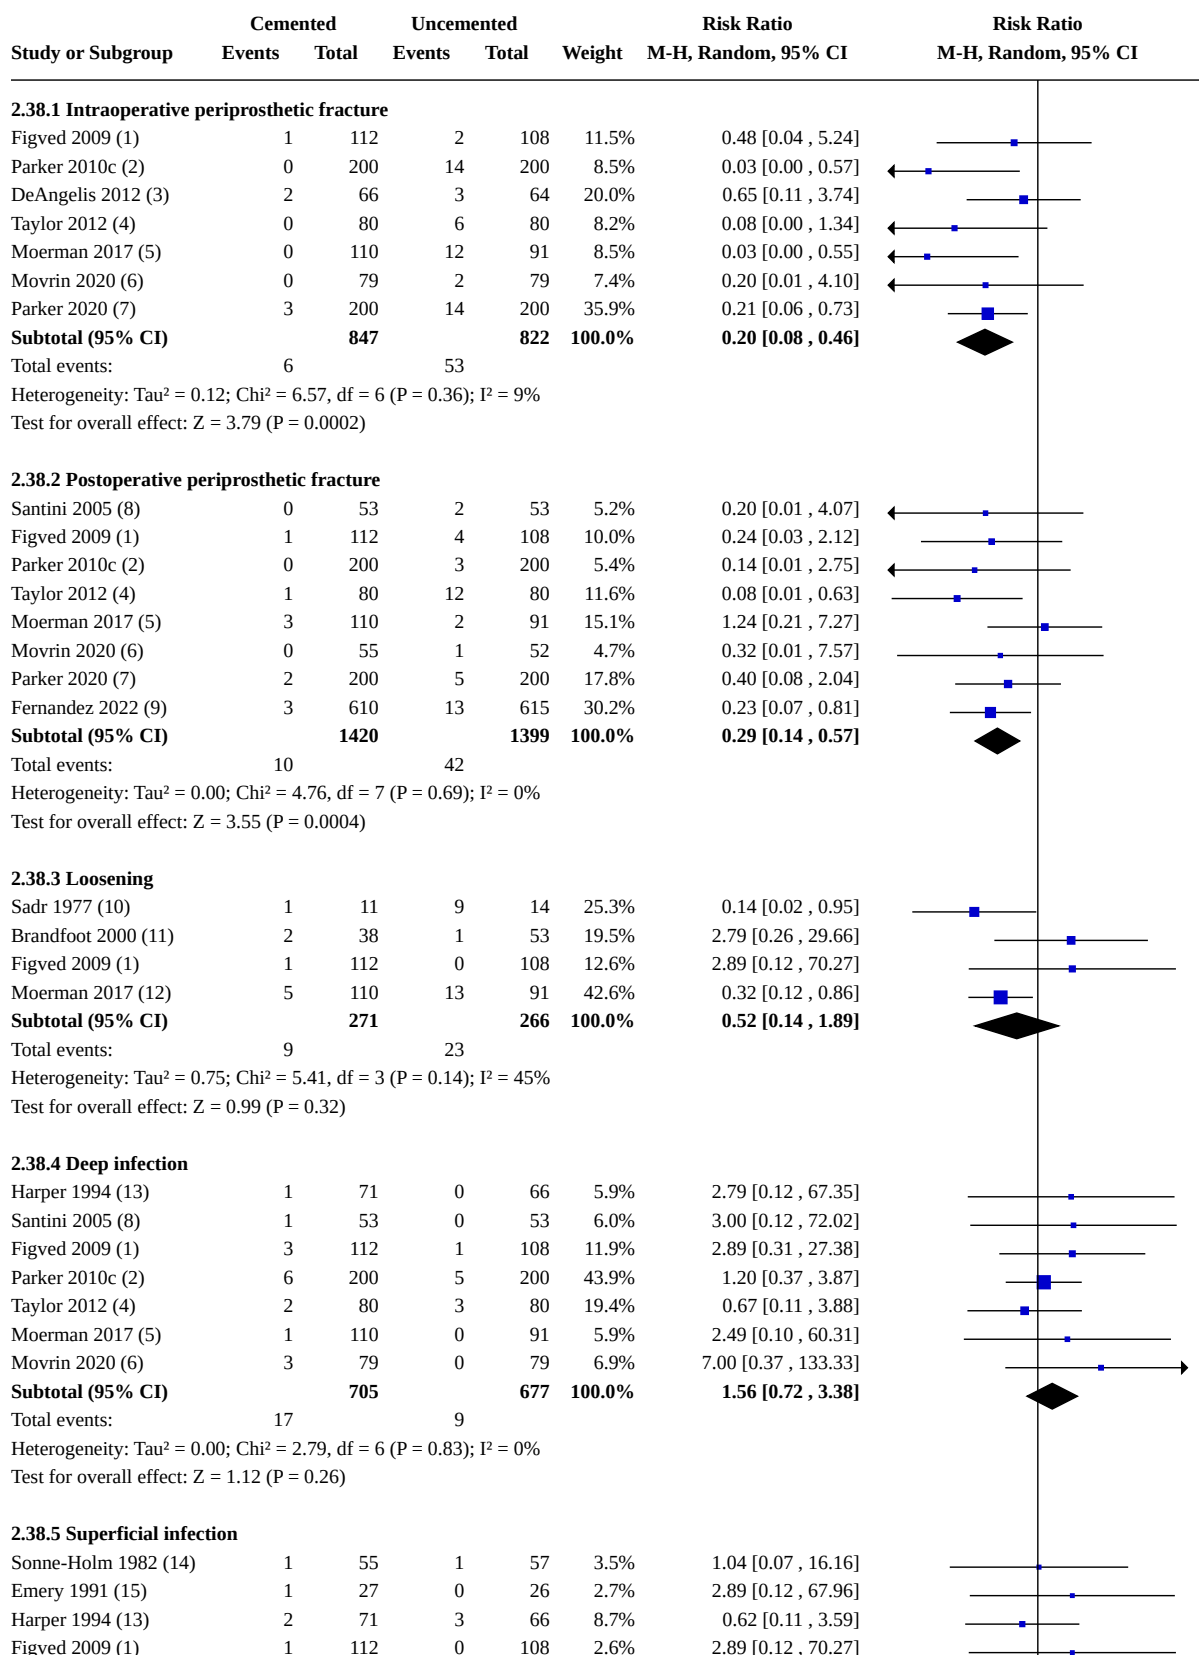 Cemented Uncemented Risk Ratio Risk Ratio
Study or Subgroup Events Total Events Total Weight M-H, Random, 95% CI M-H, Random, 95% CI
2.38.1 Intraoperative periprosthetic fracture
Figved 2009 (1) 1 112 2 108 11.5% 0.48 [0.04 , 5.24]
Parker 2010c (2) 0 200 14 200 8.5% 0.03 [0.00 , 0.57]
DeAngelis 2012 (3) 2 66 3 64 20.0% 0.65 [0.11 , 3.74]
Taylor 2012 (4) 0 80 6 80 8.2% 0.08 [0.00 , 1.34]
Moerman 2017 (5) 0 110 12 91 8.5% 0.03 [0.00 , 0.55]
Movrin 2020 (6) 0 79 2 79 7.4% 0.20 [0.01 , 4.10]
Parker 2020 (7) 3 200 14 200 35.9% 0.21 [0.06 , 0.73]
Subtotal (95% CI) 847 822 100.0% 0.20 [0.08 , 0.46]
Total events: 6 53
Heterogeneity: Tau² = 0.12; Chi² = 6.57, df = 6 (P = 0.36); I² = 9%
Test for overall effect: Z = 3.79 (P = 0.0002)
2.38.2 Postoperative periprosthetic fracture
Santini 2005 (8) 0 53 2 53 5.2% 0.20 [0.01 , 4.07]
Figved 2009 (1) 1 112 4 108 10.0% 0.24 [0.03 , 2.12]
Parker 2010c (2) 0 200 3 200 5.4% 0.14 [0.01 , 2.75]
Taylor 2012 (4) 1 80 12 80 11.6% 0.08 [0.01 , 0.63]
Moerman 2017 (5) 3 110 2 91 15.1% 1.24 [0.21 , 7.27]
Movrin 2020 (6) 0 55 1 52 4.7% 0.32 [0.01 , 7.57]
Parker 2020 (7) 2 200 5 200 17.8% 0.40 [0.08 , 2.04]
Fernandez 2022 (9) 3 610 13 615 30.2% 0.23 [0.07 , 0.81]
Subtotal (95% CI) 1420 1399 100.0% 0.29 [0.14 , 0.57]
Total events: 10 42
Heterogeneity: Tau² = 0.00; Chi² = 4.76, df = 7 (P = 0.69); I² = 0%
Test for overall effect: Z = 3.55 (P = 0.0004)
2.38.3 Loosening
Sadr 1977 (10) 1 11 9 14 25.3% 0.14 [0.02 , 0.95]
Brandfoot 2000 (11) 2 38 1 53 19.5% 2.79 [0.26 , 29.66]
Figved 2009 (1) 1 112 0 108 12.6% 2.89 [0.12 , 70.27]
Moerman 2017 (12) 5 110 13 91 42.6% 0.32 [0.12 , 0.86]
Subtotal (95% CI) 271 266 100.0% 0.52 [0.14 , 1.89]
Total events: 9 23
Heterogeneity: Tau² = 0.75; Chi² = 5.41, df = 3 (P = 0.14); I² = 45%
Test for overall effect: Z = 0.99 (P = 0.32)
2.38.4 Deep infection
Harper 1994 (13) 1 71 0 66 5.9% 2.79 [0.12 , 67.35]
Santini 2005 (8) 1 53 0 53 6.0% 3.00 [0.12 , 72.02]
Figved 2009 (1) 3 112 1 108 11.9% 2.89 [0.31 , 27.38]
Parker 2010c (2) 6 200 5 200 43.9% 1.20 [0.37 , 3.87]
Taylor 2012 (4) 2 80 3 80 19.4% 0.67 [0.11 , 3.88]
Moerman 2017 (5) 1 110 0 91 5.9% 2.49 [0.10 , 60.31]
Movrin 2020 (6) 3 79 0 79 6.9% 7.00 [0.37 , 133.33]
Subtotal (95% CI) 705 677 100.0% 1.56 [0.72 , 3.38]
Total events: 17 9
Heterogeneity: Tau² = 0.00; Chi² = 2.79, df = 6 (P = 0.83); I² = 0%
Test for overall effect: Z = 1.12 (P = 0.26)
2.38.5 Superficial infection
Sonne-Holm 1982 (14) 1 55 1 57 3.5% 1.04 [0.07 , 16.16]
Emery 1991 (15) 1 27 0 26 2.7% 2.89 [0.12 , 67.96]
Harper 1994 (13) 2 71 3 66 8.7% 0.62 [0.11 , 3.59]
Figved 2009 (1) 1 112 0 108 2.6% 2.89 [0.12 , 70.27]